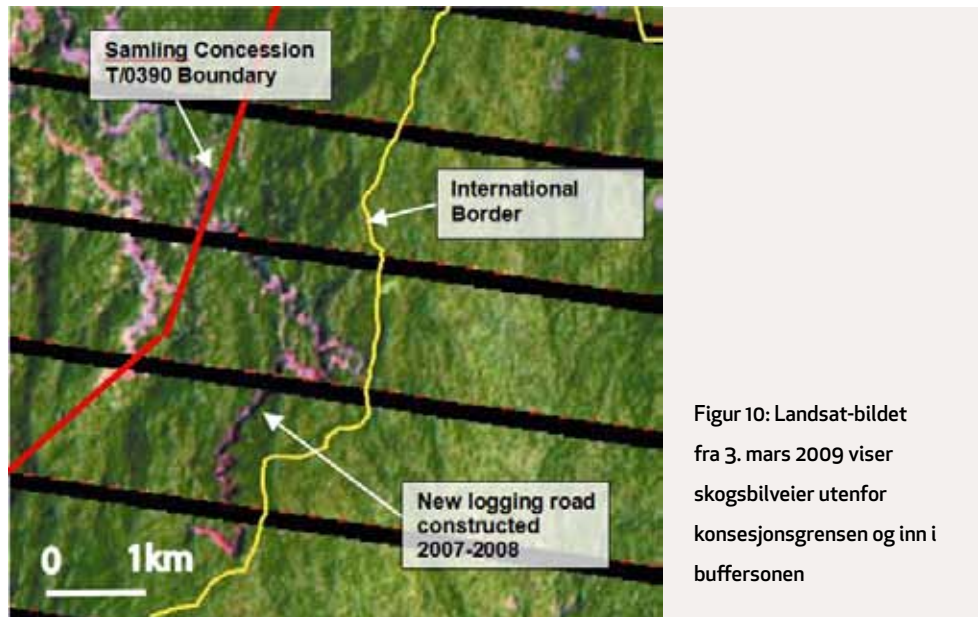 Samling Concession
T/0390 Boundary
International
Border
New logging road
constructed
2007-2008
0 1km
Figur 10: Landsat-bildet
fra 3. mars 2009 viser
skogsbilveier utenfor
konsesjonsgrensen og inn i
buffersonen